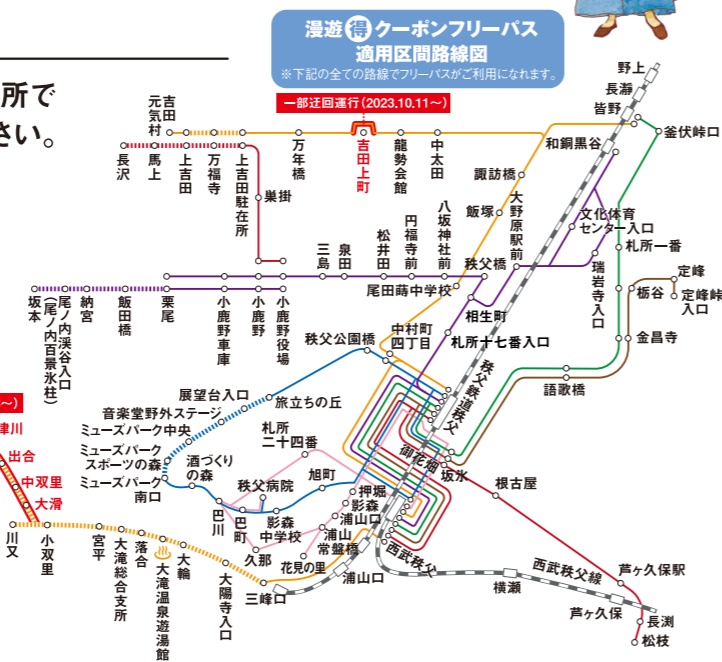 漫遊得クーポンフリーパス
適用区間路線図
※下記の全ての路線でフリーパスがご利用になれます。
所で
さい。
一部迂回運行(2023.10.11〜)
吉田元気村
長沢
馬上
上吉田
万福寺
上吉田駐在所
巣掛
万年橋
吉田上町
龍勢会館
中太田
諏訪橋
飯塚
大野原駅前
野上
長瀞
皆野
和銅黒谷
釜伏峠口
文化体育
センター入口
札所一番
瑞岩寺入口
栃谷
定峰
定峰峠
入口
金昌寺
語歌橋
三島
泉田
松井田
円福寺前
八坂神社前
秩父橋
尾田蒔中学校
相生町
札所十七番入口
坂本
尾ノ内渓谷入口
(尾ノ内百景氷柱)
納宮
飯田橋
栗尾
小鹿野車庫
小鹿野
小鹿野役場
秩父公園橋
中村町
四丁目
秩父鉄道秩父
展望台入口
旅立ちの丘
音楽堂野外ステージ
ミューズパーク中央
ミューズパーク
スポーツの森
ミューズパーク
南口
酒づくり
の森
札所
二十四番
秩父病院
旭町
巴川
巴町
影森
中学校
久那
花見の里
押堀
影森
浦山口
浦山
常盤橋
浦山口
御花畑
坂氷
根古屋
西武秩父
西武秩父線
横瀬
芦ヶ久保駅
芦ヶ久保
長渕
松枝
〜)
津川
出合
中双里
大滑
川又
小双里
宮平
大滝総合支所
落合
大滝温泉遊湯館
大輪
大陽寺入口
三峰口